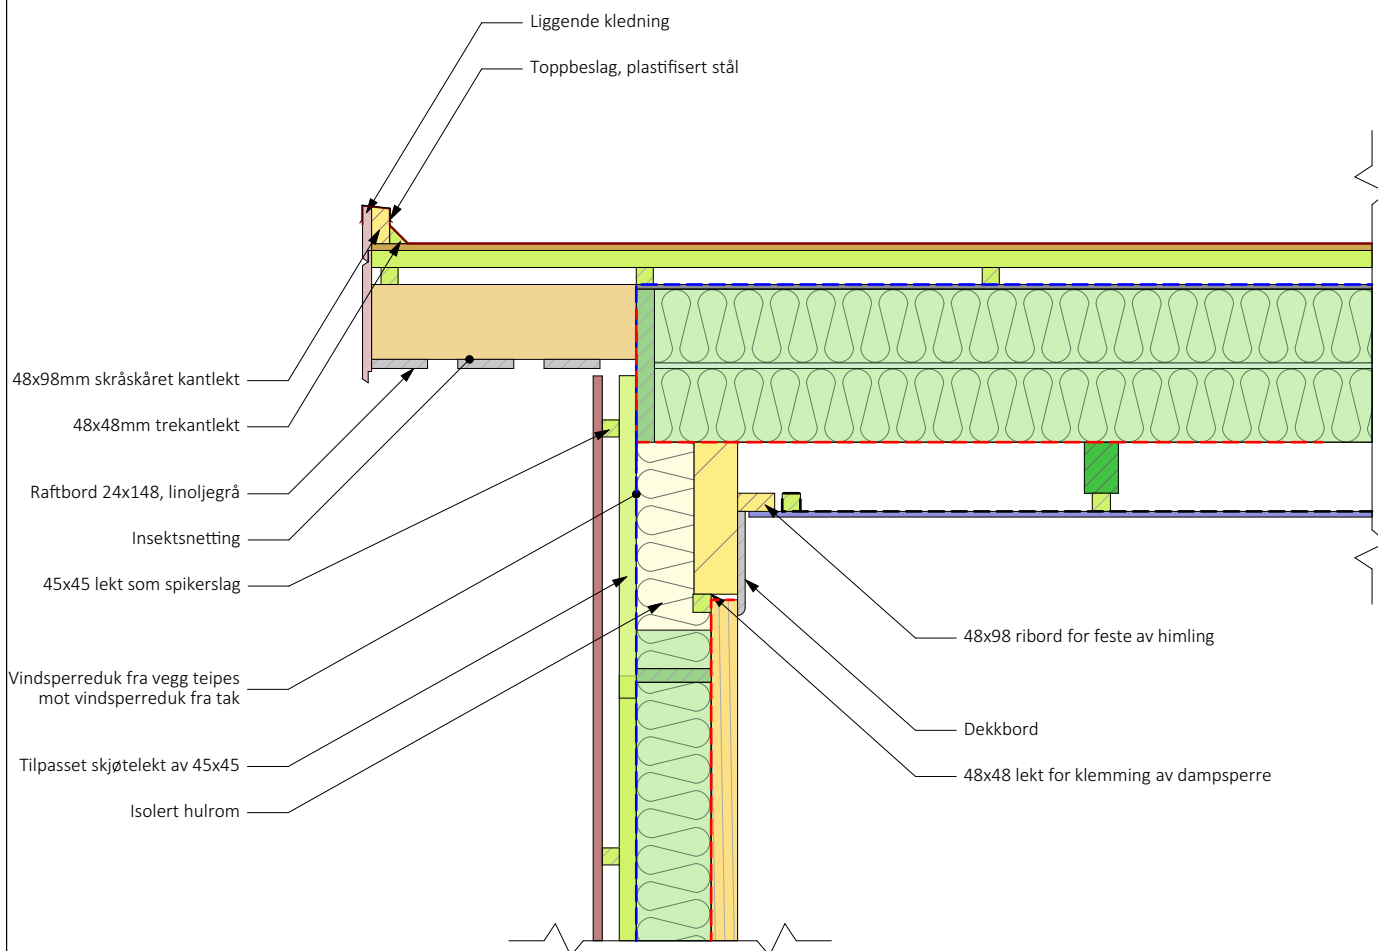 Liggende kledning
Toppbeslag, plastifisert stål
48x98mm skråskåret kantlekt
48x48mm trekantlekt
Raftbord 24x148, linoljegrå
Insektsnetting
45x45 lekt som spikerslag
Vindsperreduk fra vegg teipes
mot vindsperreduk fra tak
Tilpasset skjøtelekt av 45x45
Isolert hulrom
48x98 ribord for feste av himling
Dekkbord
48x48 lekt for klemming av dampsperre